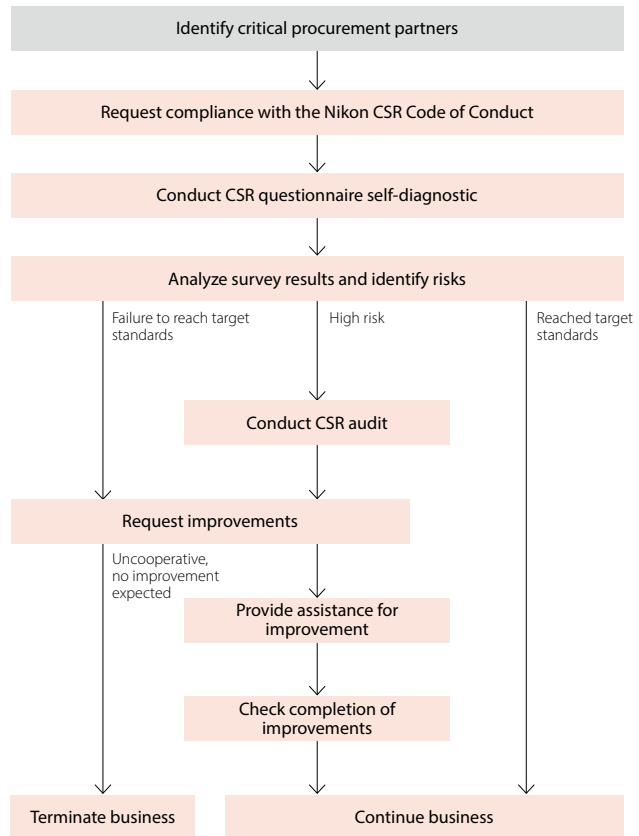 Identify critical procurement partners
Request compliance with the Nikon CSR Code of Conduct
Conduct CSR questionnaire self-diagnostic
Analyze survey results and identify risks
Failure to reach target
standards
High risk
Reached target
standards
Conduct CSR audit
Request improvements
Uncooperative,
no improvement
expected
Provide assistance for
improvement
Check completion of
improvements
Terminate business
Continue business